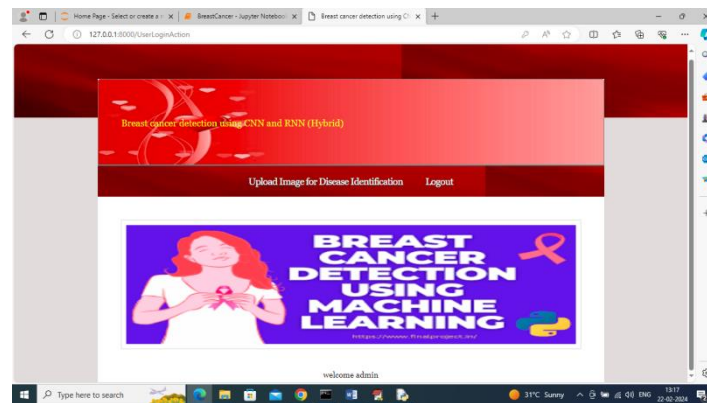 Home Page - Select or create a n
BreastCancer - Jupyter Notebook
Breast cancer detection using CN
127.0.0.1:8000/UserLoginAction
Breast cancer detection using CNN and RNN (Hybrid)
Upload Image for Disease Identification
Logout
BREAST
CANCER
DETECTION
USING
MACHINE
LEARNING
welcome admin
Type here to search
31°C Sunny
ENG
13:17
22-02-2024